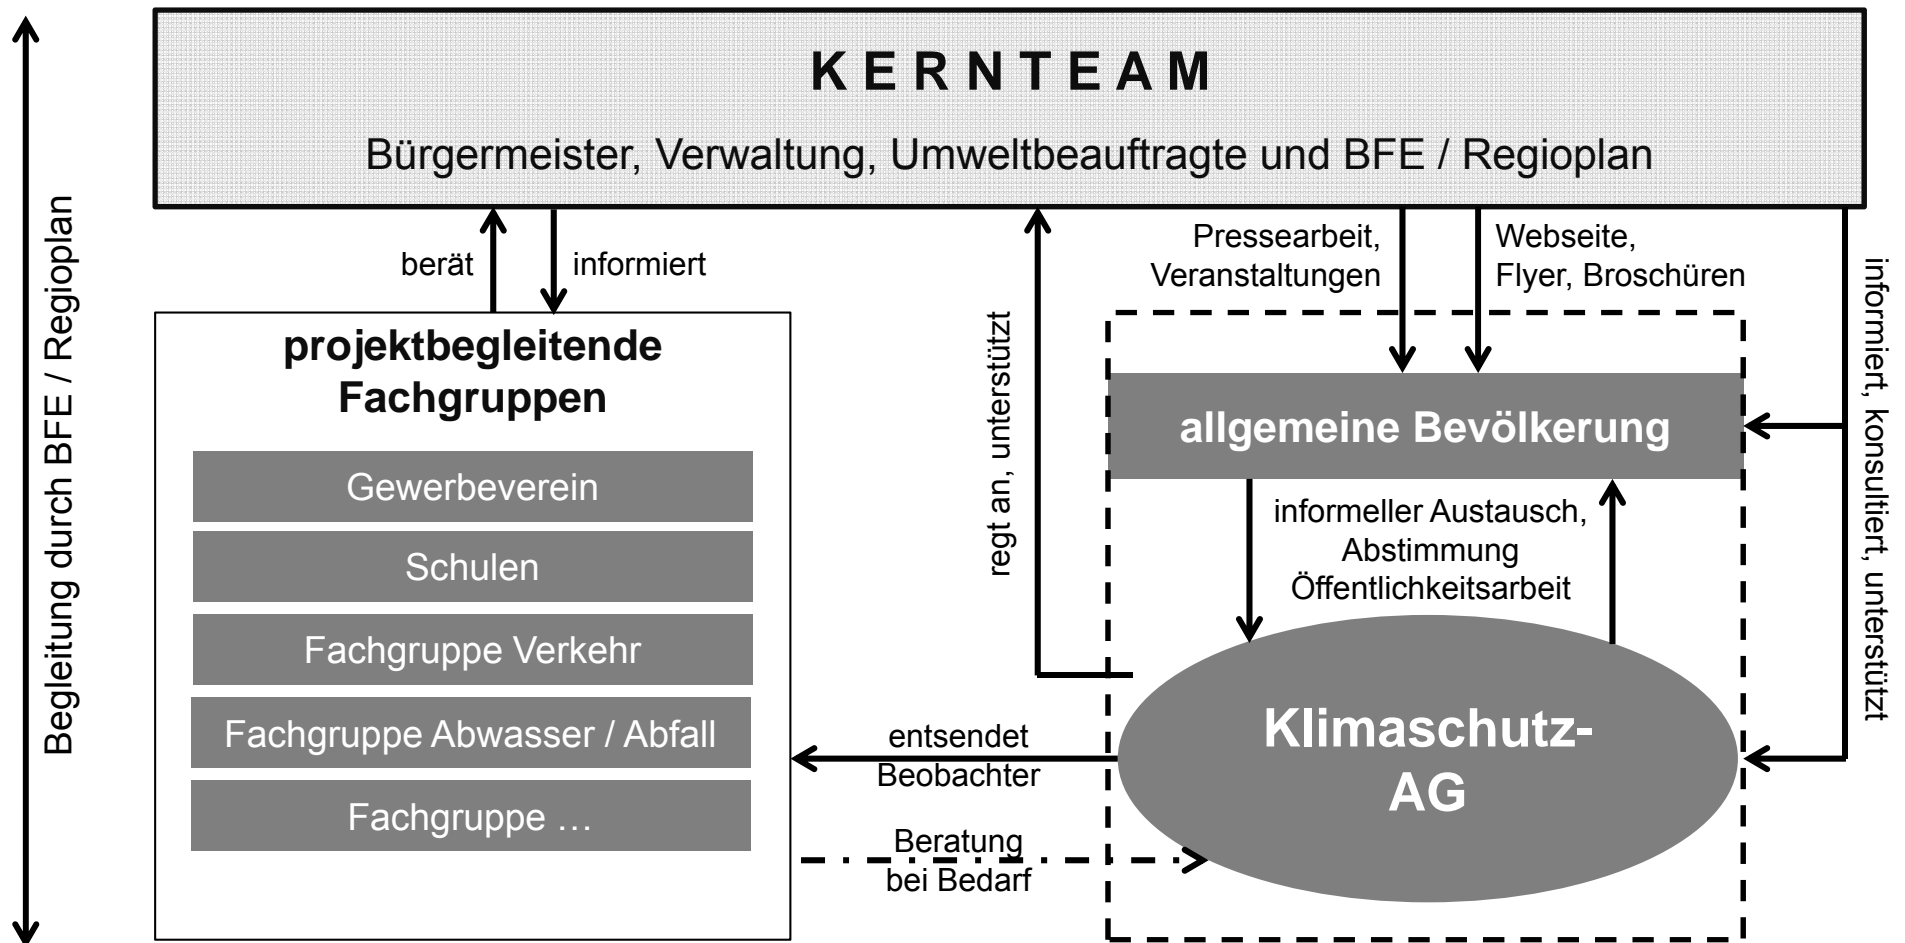 K E R N T E A M
Bürgermeister, Verwaltung, Umweltbeauftragte und BFE / Regioplan
Begleitung durch BFE / Regioplan
berät
informiert
projektbegleitende
Fachgruppen
Gewerbeverein
Schulen
Fachgruppe Verkehr
Fachgruppe Abwasser / Abfall
Fachgruppe …
regt an, unterstützt
entsendet
Beobachter
Beratung
bei Bedarf
Pressearbeit,
Veranstaltungen
Webseite,
Flyer, Broschüren
allgemeine Bevölkerung
informeller Austausch,
Abstimmung
Öffentlichkeitsarbeit
Klimaschutz-
AG
informiert, konsultiert, unterstützt